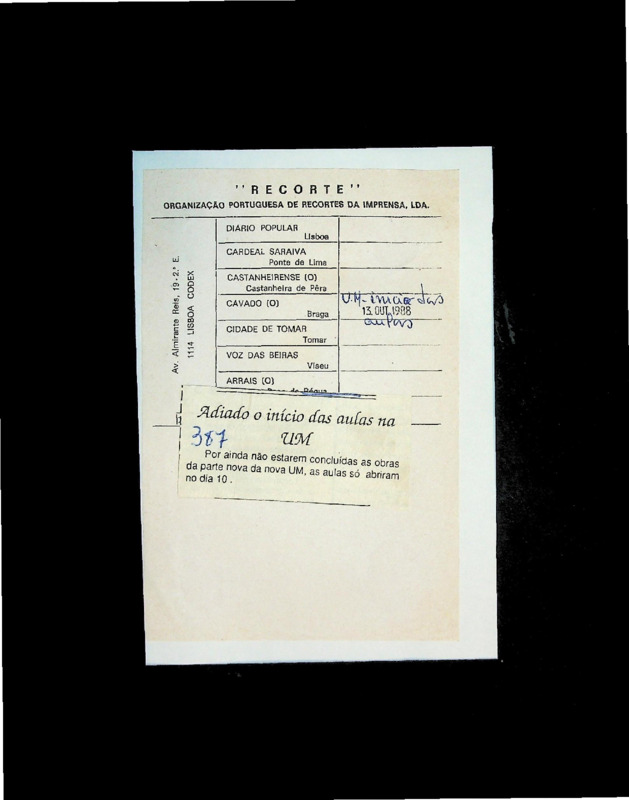 "RECORTE"
ORGANIZAÇÃO PORTUGUESA DE RECORTES DA IMPRENSA, LDA.
Av. Almirante Reis, 19-2.º E.
1114 LISBOA CODEX
DIARIO POPULAR
Lisboa
CARDEAL SARAIVA
Ponte de Lima
CASTANHEIRENSE (O)
Castanheira de Pêra
CAVADO (O)
Braga
U.M- início das
13. OUT. 1988
aulas
CIDADE DE TOMAR
Tomar
VOZ DAS BEIRAS
Viseu
ARRAIS (O)
Adiado o início das aulas na
387
UM
Por ainda não estarem concluídas as obras
da parte nova da nova UM, as aulas só abriram
no dia 10 .